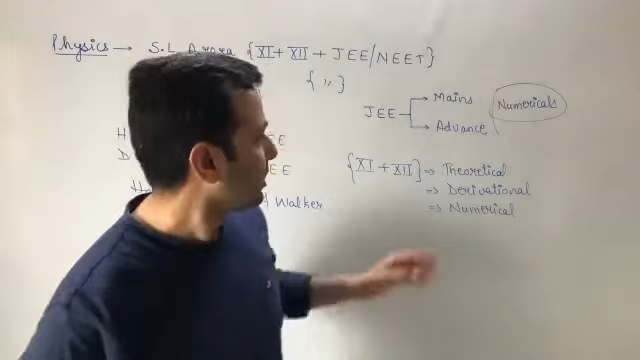 Physics → S.L Arora {XI + XII + JEE/NEET}
{ ,, }
JEE → Mains
→ Advance
Numericals
H EE
D EE
H Walker
{XI + XII} ⇒ Theoretical
⇒ Derivational
⇒ Numerical